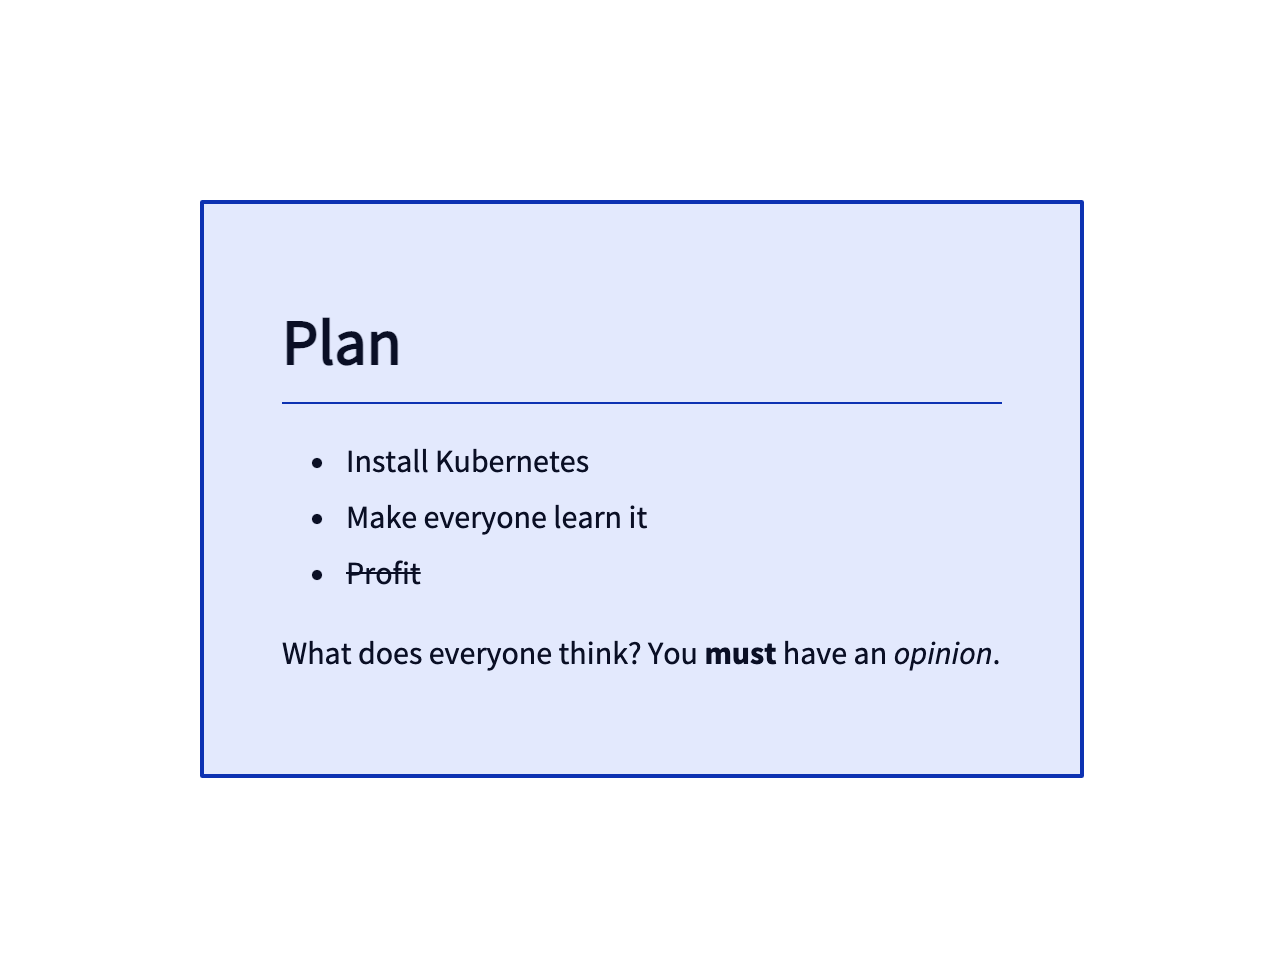 Plan
Install Kubernetes
Make everyone learn it
Profit
What does everyone think? You must have an opinion.